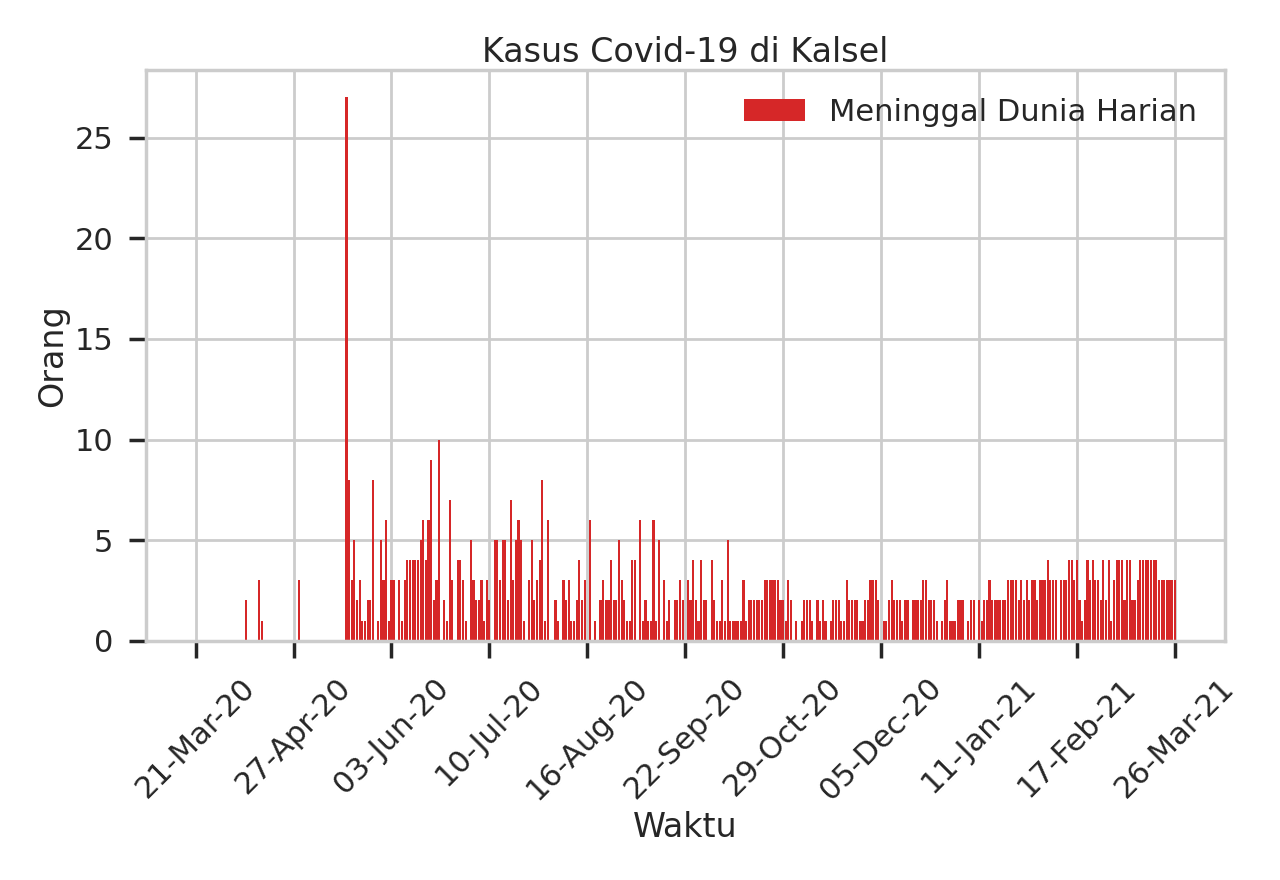 Kasus Covid-19 di Kalsel
Meninggal Dunia Harian
Orang
25
20
15
10
5
0
21-Mar-20
27-Apr-20
03-Jun-20
10-Jul-20
16-Aug-20
22-Sep-20
29-Oct-20
05-Dec-20
11-Jan-21
17-Feb-21
26-Mar-21
Waktu